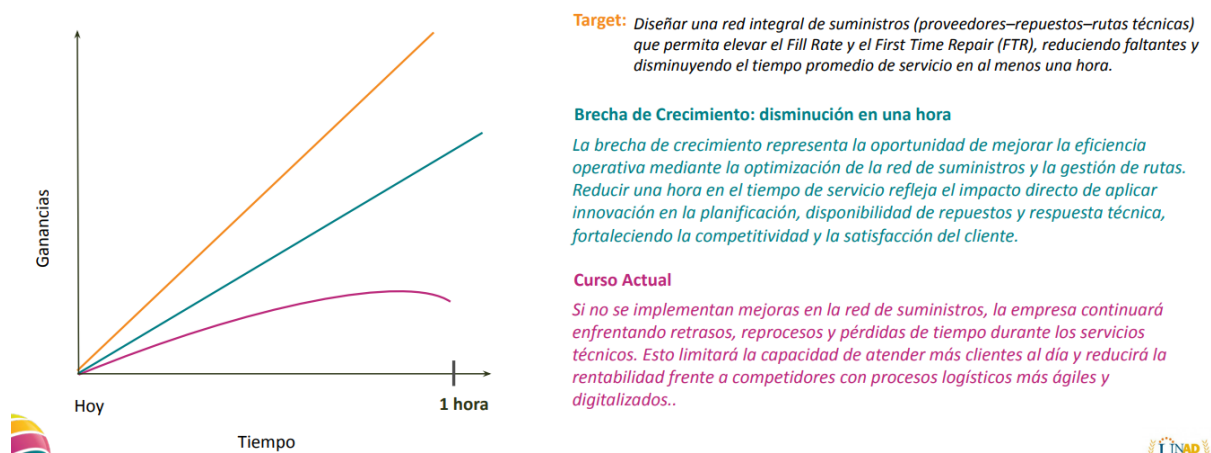 Target: Diseñar una red integral de suministros (proveedores–repuestos–rutas técnicas)
que permita elevar el Fill Rate y el First Time Repair (FTR), reduciendo faltantes y
disminuyendo el tiempo promedio de servicio en al menos una hora.
Brecha de Crecimiento: disminución en una hora
La brecha de crecimiento representa la oportunidad de mejorar la eficiencia
operativa mediante la optimización de la red de suministros y la gestión de rutas.
Reducir una hora en el tiempo de servicio refleja el impacto directo de aplicar
innovación en la planificación, disponibilidad de repuestos y respuesta técnica,
fortaleciendo la competitividad y la satisfacción del cliente.
Curso Actual
Si no se implementan mejoras en la red de suministros, la empresa continuará
enfrentando retrasos, reprocesos y pérdidas de tiempo durante los servicios
técnicos. Esto limitará la capacidad de atender más clientes al día y reducirá la
rentabilidad frente a competidores con procesos logísticos más ágiles y
digitalizados..
Ganancias
Hoy
1 hora
Tiempo
UNAD